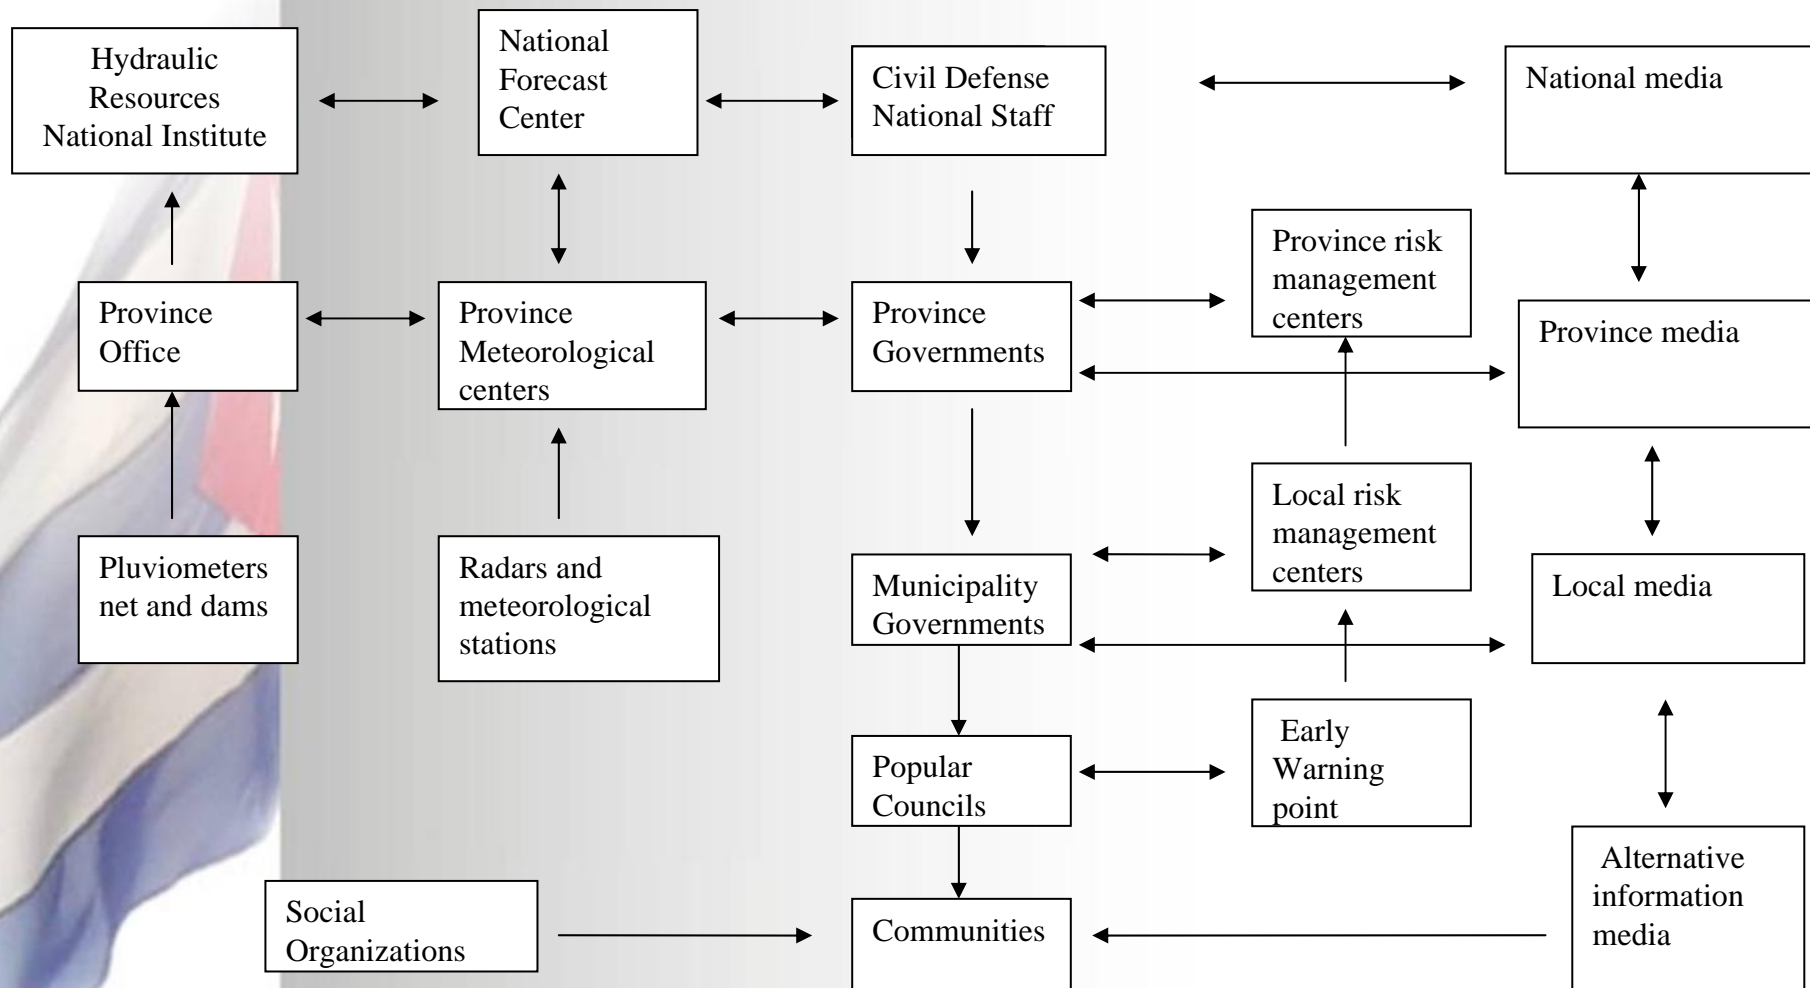 Hydraulic
Resources
National Institute
National
Forecast
Center
Civil Defense
National Staff
National media
Province risk
management
centers
Province
Office
Province
Meteorological
centers
Province
Governments
Province media
Local risk
management
centers
Pluviometers
net and dams
Radars and
meteorological
stations
Municipality
Governments
Local media
Early
Warning
point
Popular
Councils
Social
Organizations
Communities
Alternative
information
media